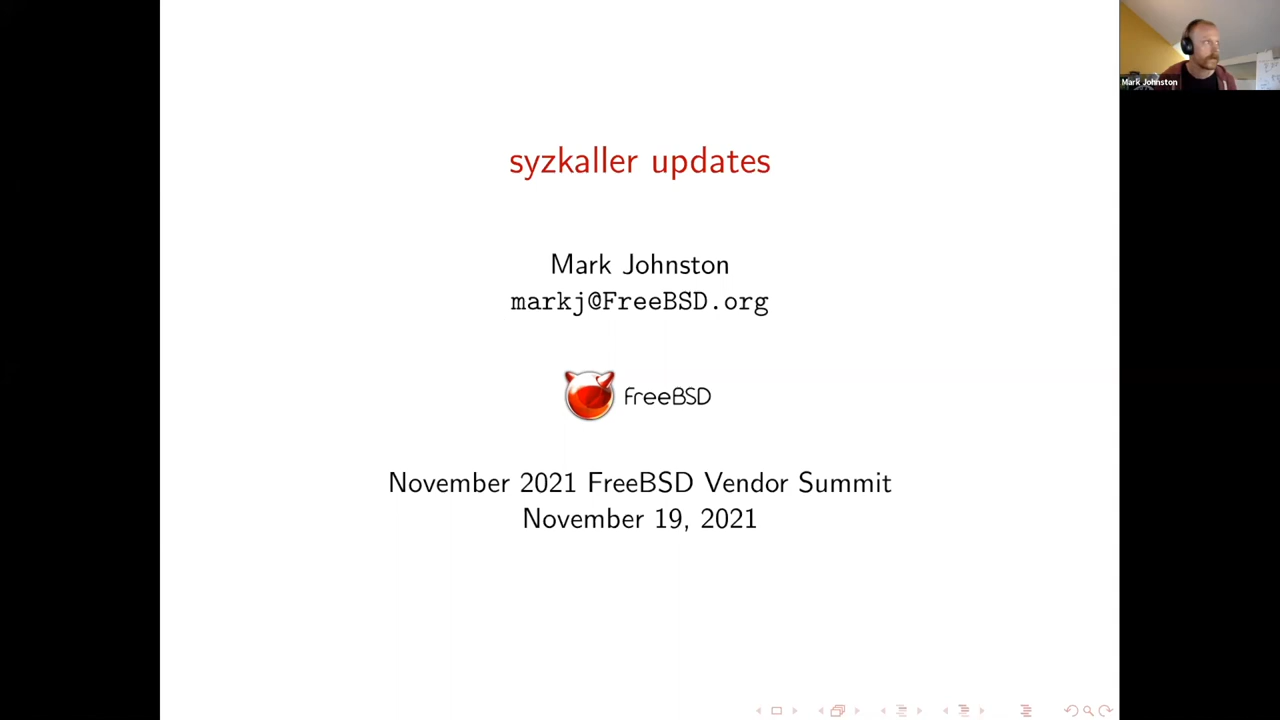 syzkaller updates
Mark Johnston
markj@FreeBSD.org
FreeBSD
November 2021 FreeBSD Vendor Summit
November 19, 2021
Mark Johnston